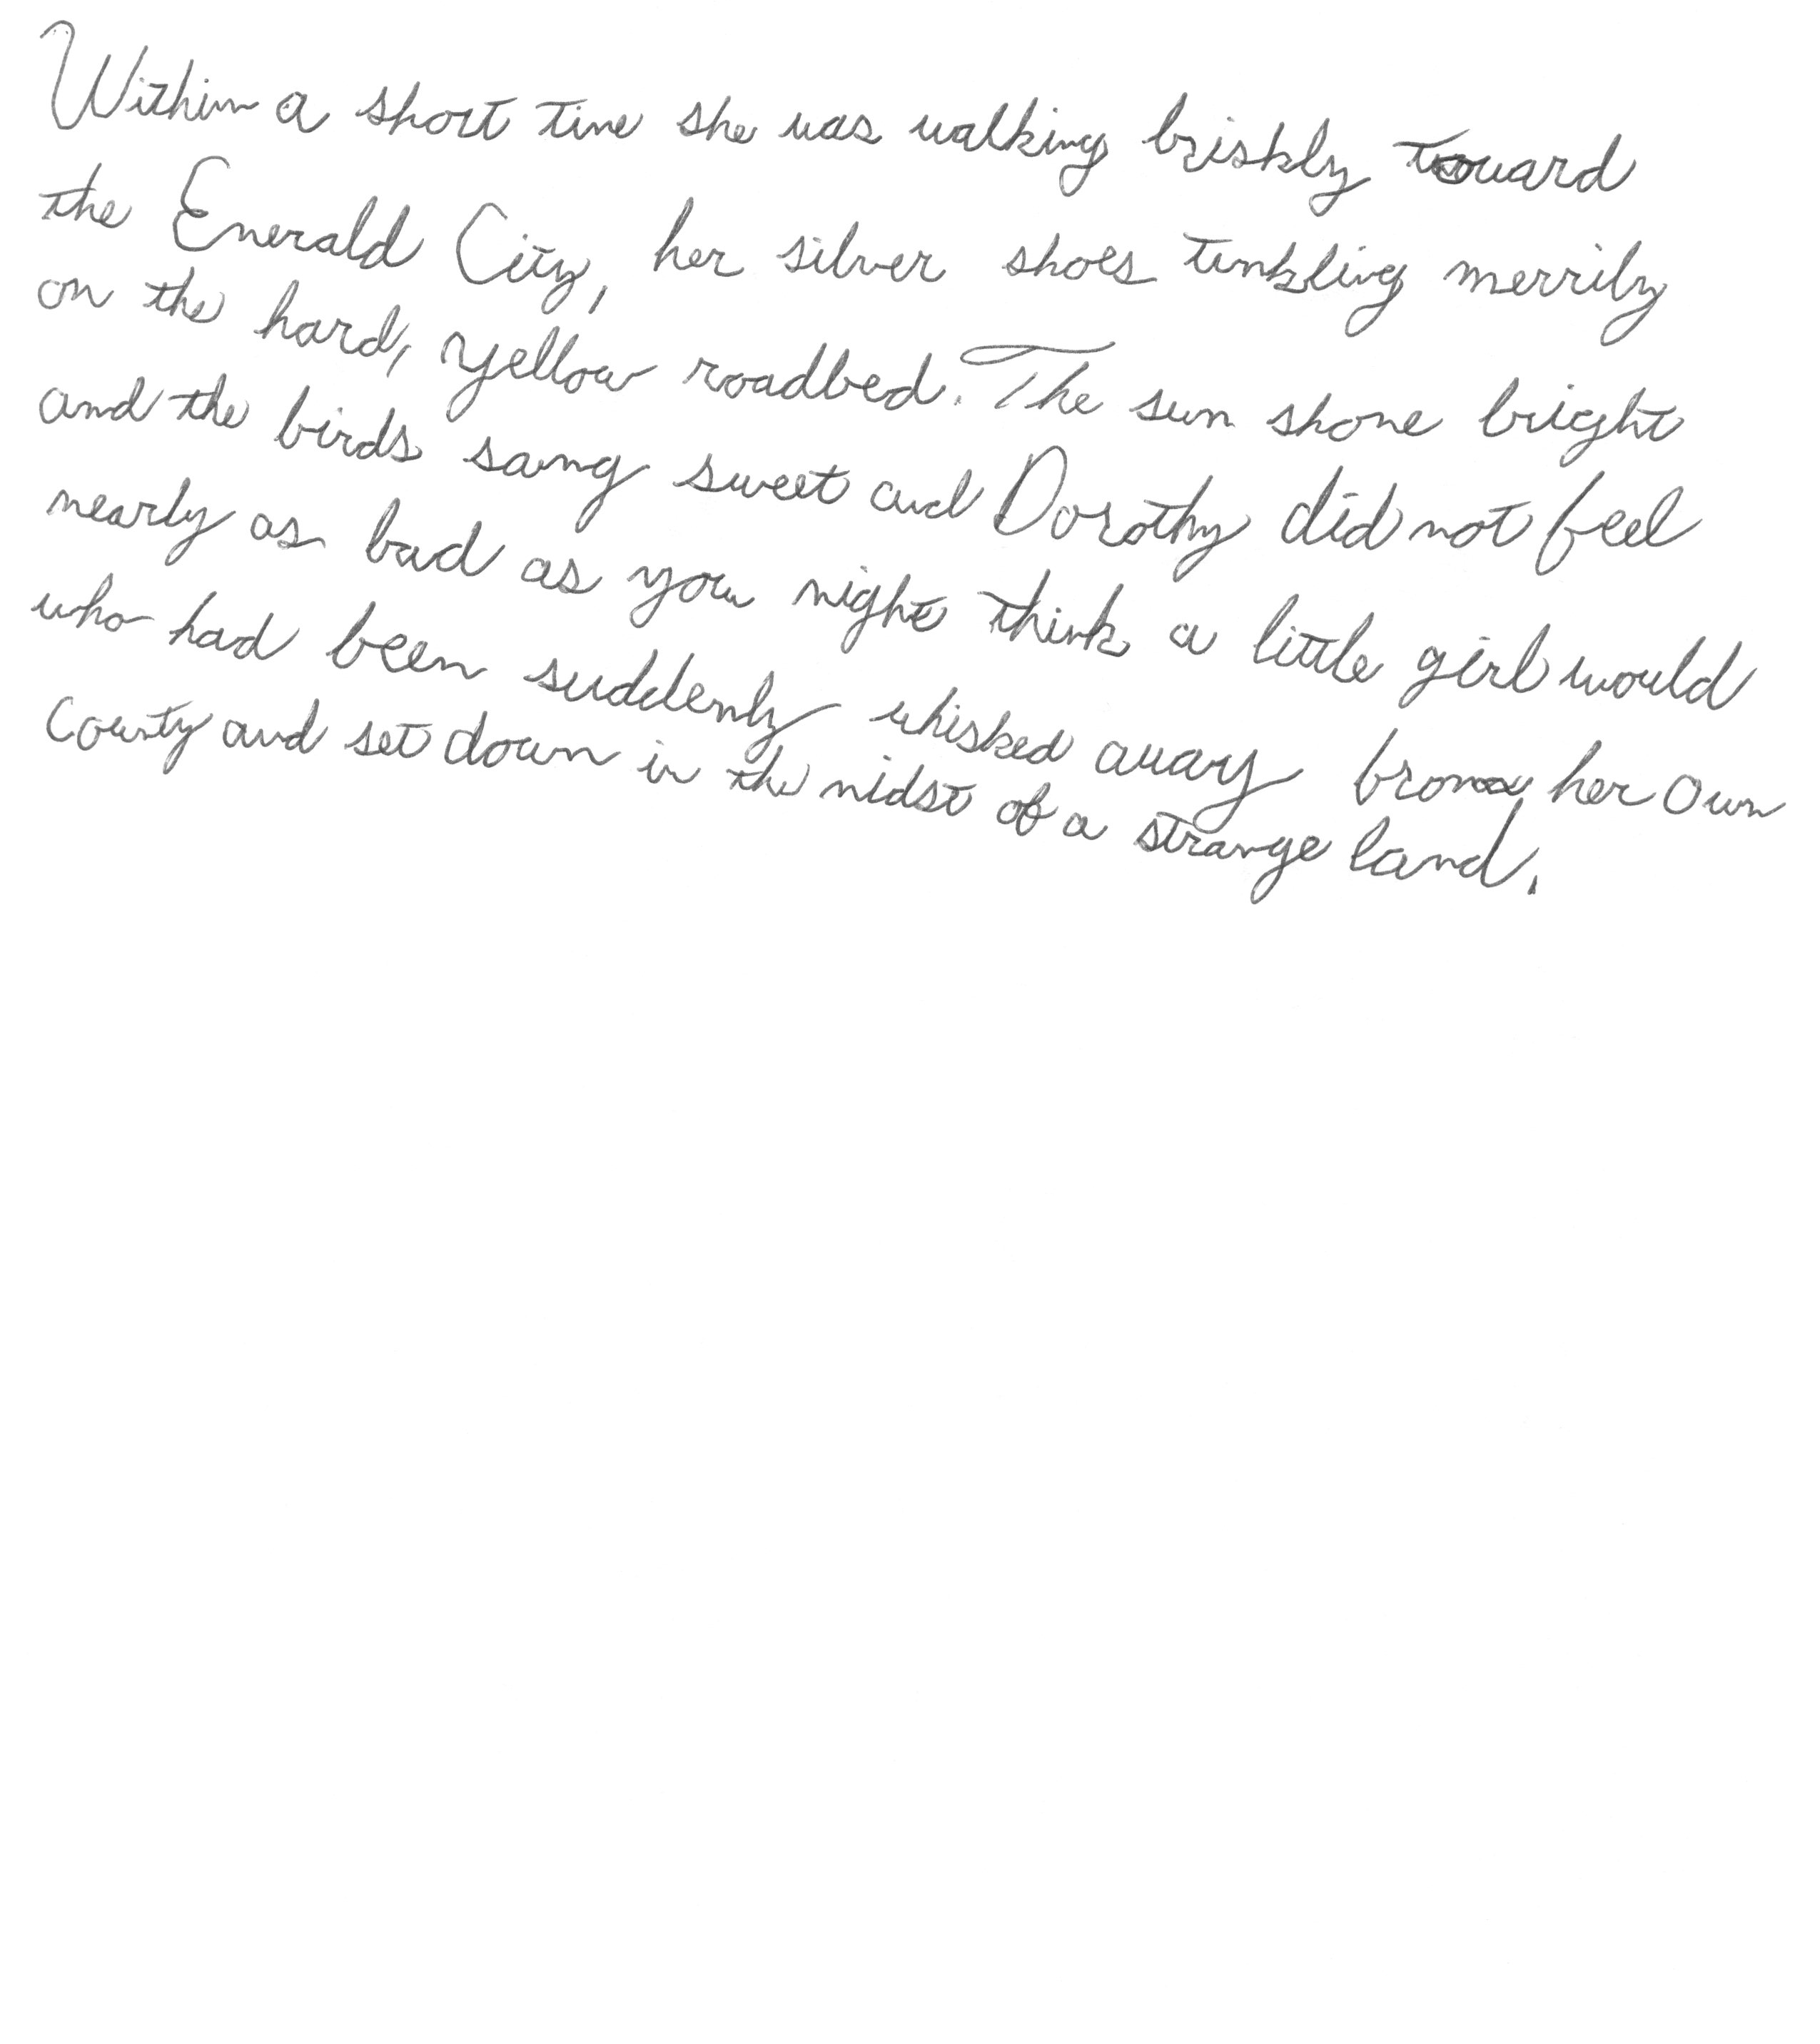 Within a short time she was walking briskly toward
the Emerald City, her silver shoes tinkling merrily
on the hard, yellow roadbed. The sun shone bright
and the birds sang sweet and Dorothy did not feel
nearly as bad as you might think a little girl would
who had been suddenly whisked away from her own
County and set down in the midst of a strange land.